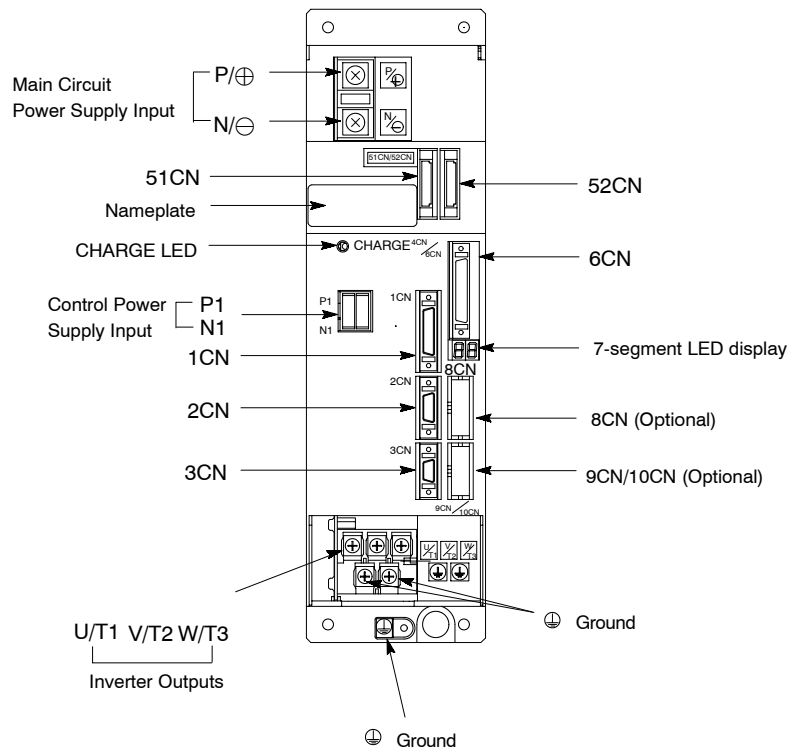 Main Circuit
Power Supply Input
P/⊕
N/⊖
P/⊕
N/⊖
51CN/52CN
51CN
52CN
Nameplate
CHARGE LED
CHARGE
4CN/6CN
6CN
Control Power
Supply Input
P1
N1
P1
N1
1CN
1CN
7-segment LED display
8CN
2CN
2CN
8CN (Optional)
3CN
3CN
9CN/10CN (Optional)
9CN/10CN
U/T1 V/T2 W/T3
U/T1 V/T2 W/T3
Inverter Outputs
Ground
Ground